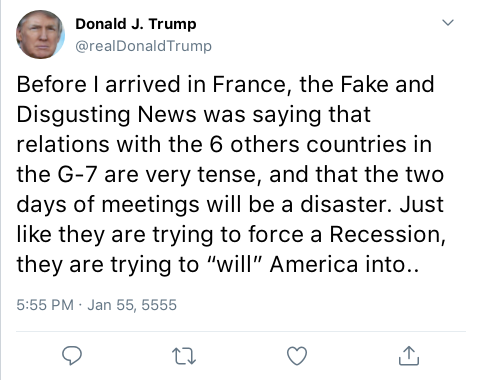 Donald J. Trump
@realDonaldTrump
Before I arrived in France, the Fake and
Disgusting News was saying that
relations with the 6 others countries in
the G-7 are very tense, and that the two
days of meetings will be a disaster. Just
like they are trying to force a Recession,
they are trying to “will” America into..
5:55 PM · Jan 55, 5555